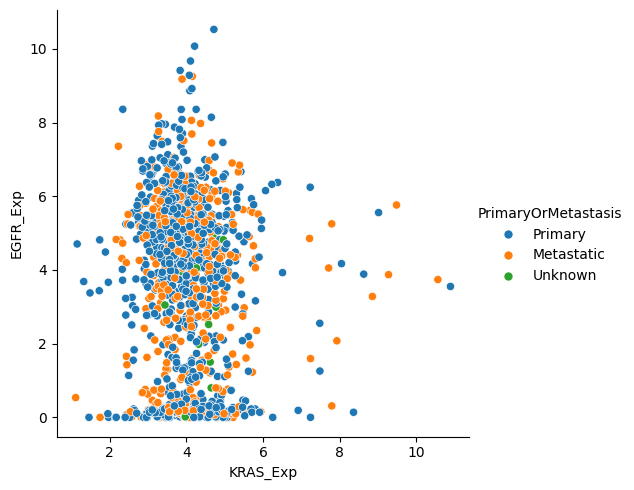 10
8
6
4
2
0
EGFR_Exp
2
4
6
8
10
KRAS_Exp
PrimaryOrMetastasis
Primary
Metastatic
Unknown